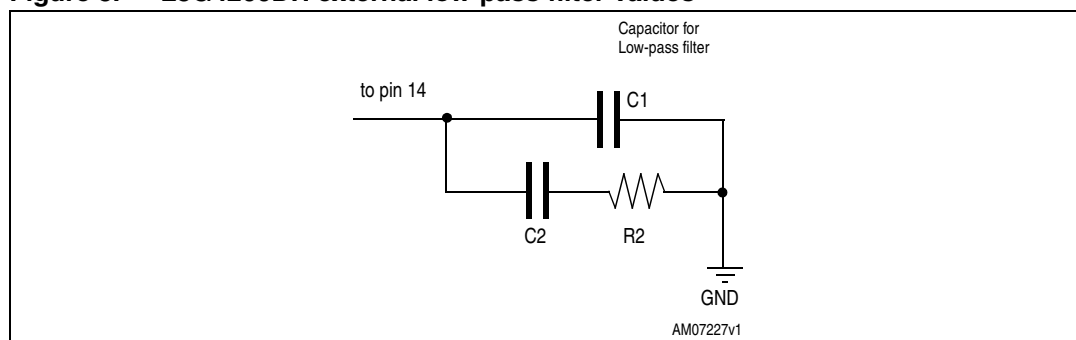 Capacitor for
Low-pass filter
to pin 14
C1
C2
R2
GND
AM07227v1